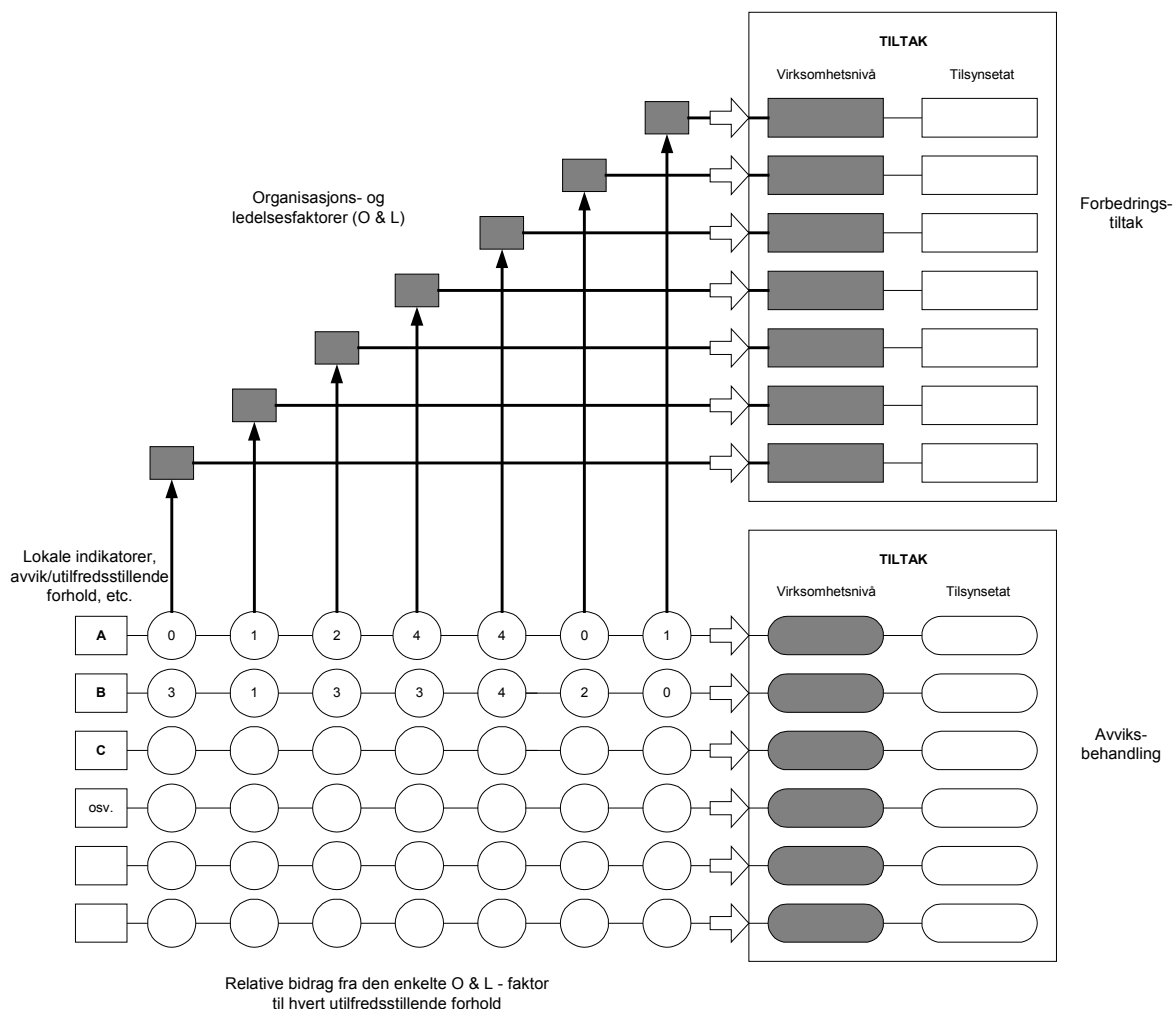 TILTAK
Virksomhetsnivå
Tilsynsetat
Organisasjons- og
ledelsesfaktorer (O & L)
Forbedrings-
tiltak
Lokale indikatorer,
avvik/utilfredsstillende
forhold, etc.
TILTAK
Virksomhetsnivå
Tilsynsetat
A 0 1 2 4 4 0 1
B 3 1 3 3 4 2 0
C
Avviks-
behandling
osv.
Relative bidrag fra den enkelte O & L - faktor
til hvert utilfredsstillende forhold